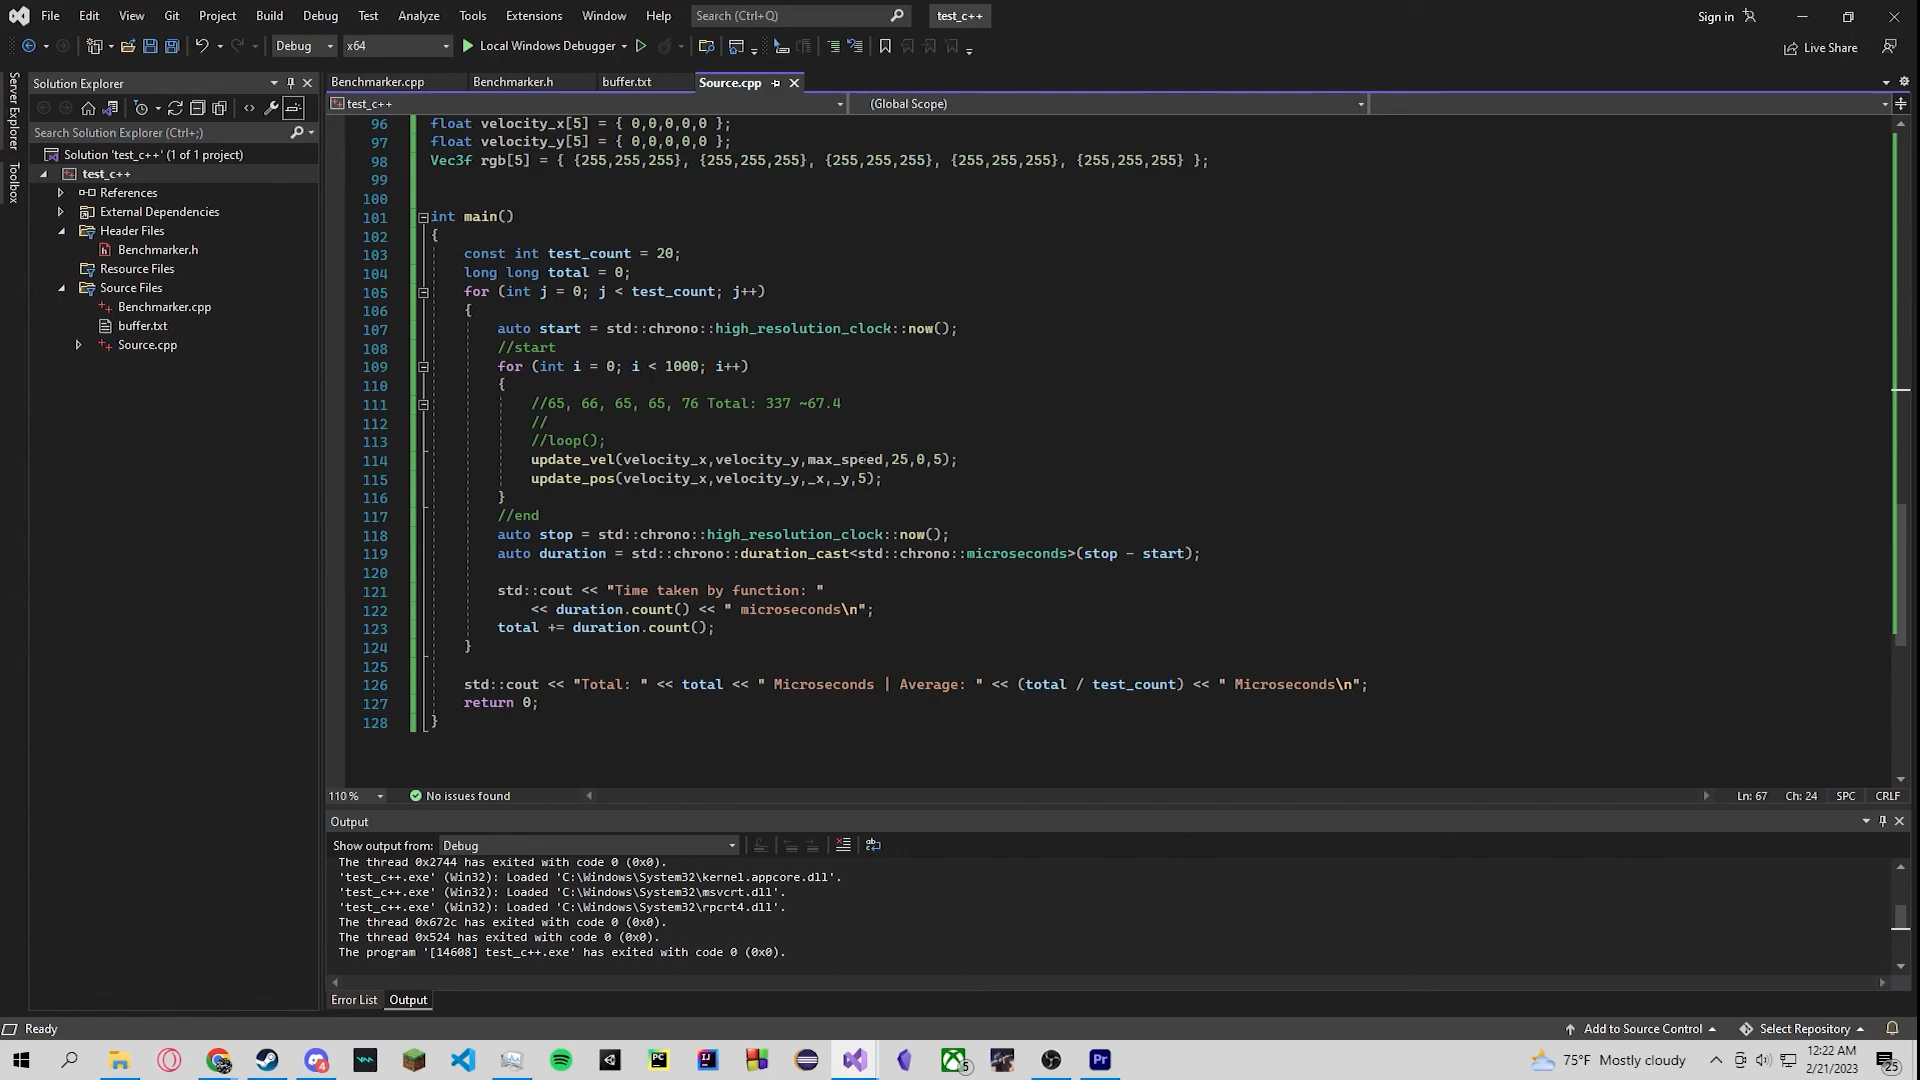 File Edit View Git Project Build Debug Test Analyze Tools Extensions Window Help Search (Ctrl+Q) test_c++ Sign in
Debug x64 Local Windows Debugger Live Share
Server Explorer
Toolbox
Solution Explorer
Search Solution Explorer (Ctrl+;)
Solution 'test_c++' (1 of 1 project)
test_c++
References
External Dependencies
Header Files
Benchmarker.h
Resource Files
Source Files
Benchmarker.cpp
buffer.txt
Source.cpp
Benchmarker.cpp Benchmarker.h buffer.txt Source.cpp
test_c++ (Global Scope)
96 float velocity_x[5] = { 0,0,0,0,0 };
97 float velocity_y[5] = { 0,0,0,0,0 };
98 Vec3f rgb[5] = { {255,255,255}, {255,255,255}, {255,255,255}, {255,255,255}, {255,255,255} };
99
100
101 int main()
102 {
103 const int test_count = 20;
104 long long total = 0;
105 for (int j = 0; j < test_count; j++)
106 {
107 auto start = std::chrono::high_resolution_clock::now();
108 //start
109 for (int i = 0; i < 1000; i++)
110 {
111 //65, 66, 65, 65, 76 Total: 337 ~67.4
112 //
113 //loop();
114 update_vel(velocity_x,velocity_y,max_speed,25,0,5);
115 update_pos(velocity_x,velocity_y,_x,_y,5);
116 }
117 //end
118 auto stop = std::chrono::high_resolution_clock::now();
119 auto duration = std::chrono::duration_cast<std::chrono::microseconds>(stop - start);
120
121 std::cout << "Time taken by function: "
122 << duration.count() << " microseconds\n";
123 total += duration.count();
124 }
125
126 std::cout << "Total: " << total << " Microseconds | Average: " << (total / test_count) << " Microseconds\n";
127 return 0;
128 }
110 % No issues found Ln: 67 Ch: 24 SPC CRLF
Output
Show output from: Debug
The thread 0x2744 has exited with code 0 (0x0).
'test_c++.exe' (Win32): Loaded 'C:\Windows\System32\kernel.appcore.dll'.
'test_c++.exe' (Win32): Loaded 'C:\Windows\System32\msvcrt.dll'.
'test_c++.exe' (Win32): Loaded 'C:\Windows\System32\rpcrt4.dll'.
The thread 0x672c has exited with code 0 (0x0).
The thread 0x524 has exited with code 0 (0x0).
The program '[14608] test_c++.exe' has exited with code 0 (0x0).
Error List Output
Ready Add to Source Control Select Repository
75°F Mostly cloudy 12:22 AM
2/21/2023